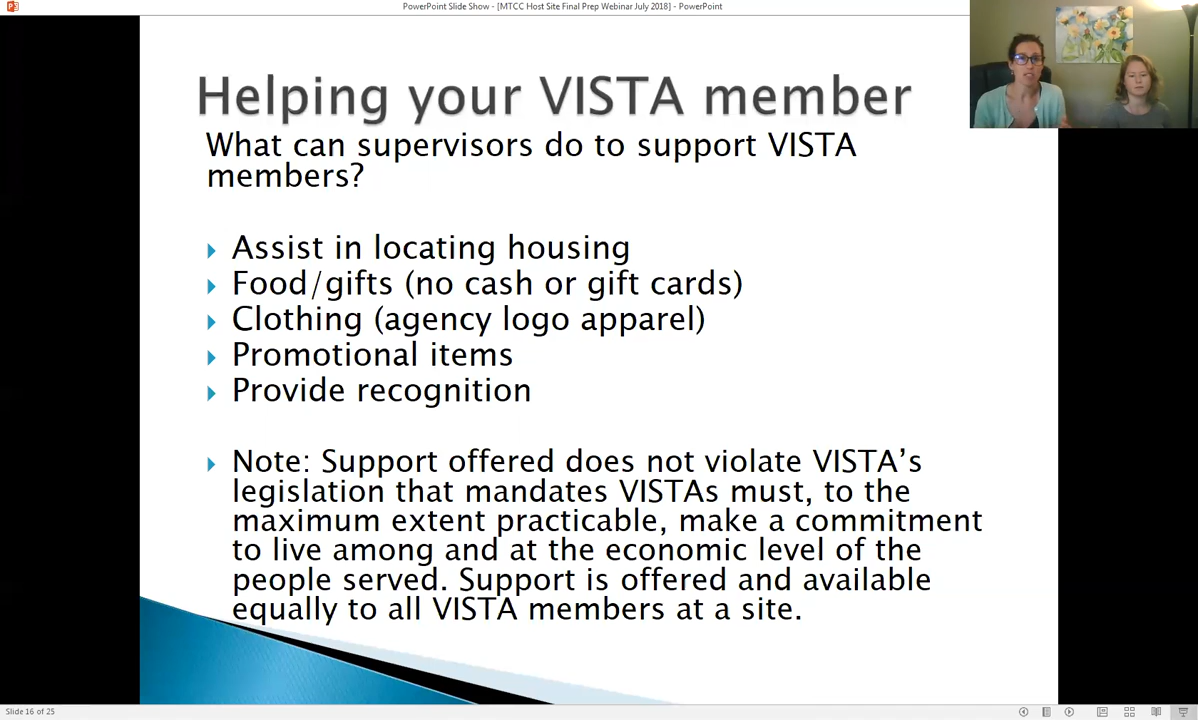 PowerPoint Slide Show - [MTCC Host Site Final Prep Webinar July 2018] - PowerPoint
Helping your VISTA member
What can supervisors do to support VISTA
members?
Assist in locating housing
Food/gifts (no cash or gift cards)
Clothing (agency logo apparel)
Promotional items
Provide recognition
Note: Support offered does not violate VISTA’s
legislation that mandates VISTAs must, to the
maximum extent practicable, make a commitment
to live among and at the economic level of the
people served. Support is offered and available
equally to all VISTA members at a site.
Slide 16 of 25